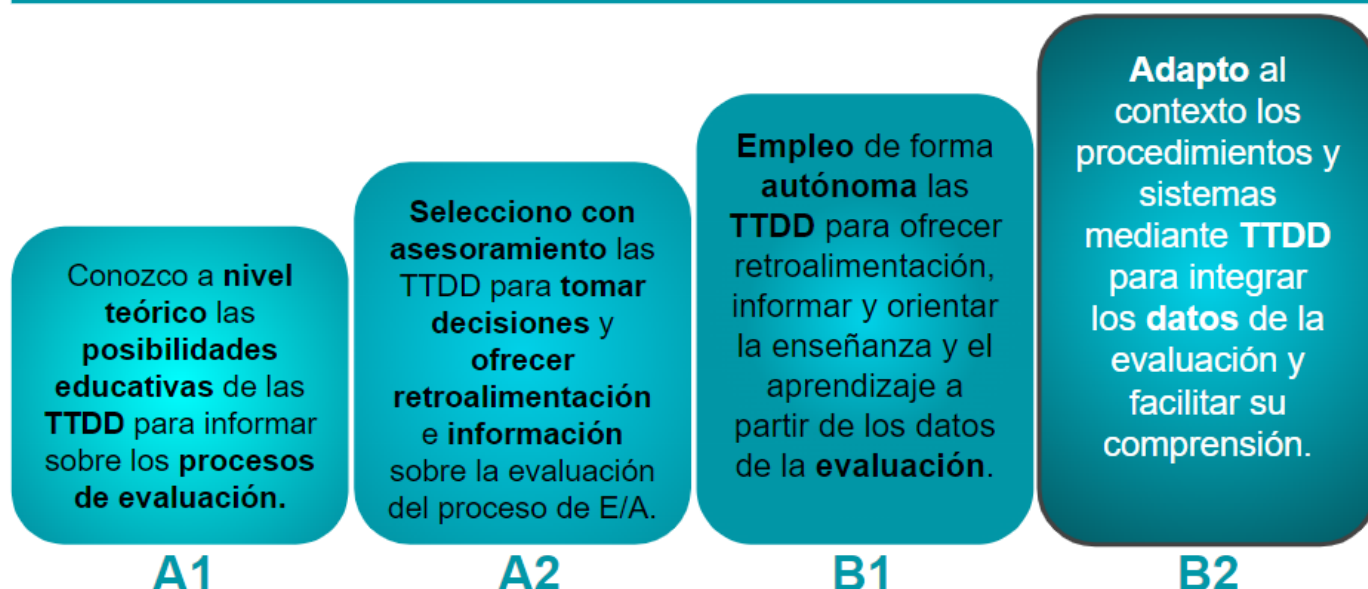 Conozco a nivel
teórico las
posibilidades
educativas de las
TTDD para informar
sobre los procesos
de evaluación.
A1
Selecciono con
asesoramiento las
TTDD para tomar
decisiones y
ofrecer
retroalimentación
e información
sobre la evaluación
del proceso de E/A.
A2
Empleo de forma
autónoma las
TTDD para ofrecer
retroalimentación,
informar y orientar
la enseñanza y el
aprendizaje a
partir de los datos
de la evaluación.
B1
Adapto al
contexto los
procedimientos y
sistemas
mediante TTDD
para integrar
los datos de la
evaluación y
facilitar su
comprensión.
B2